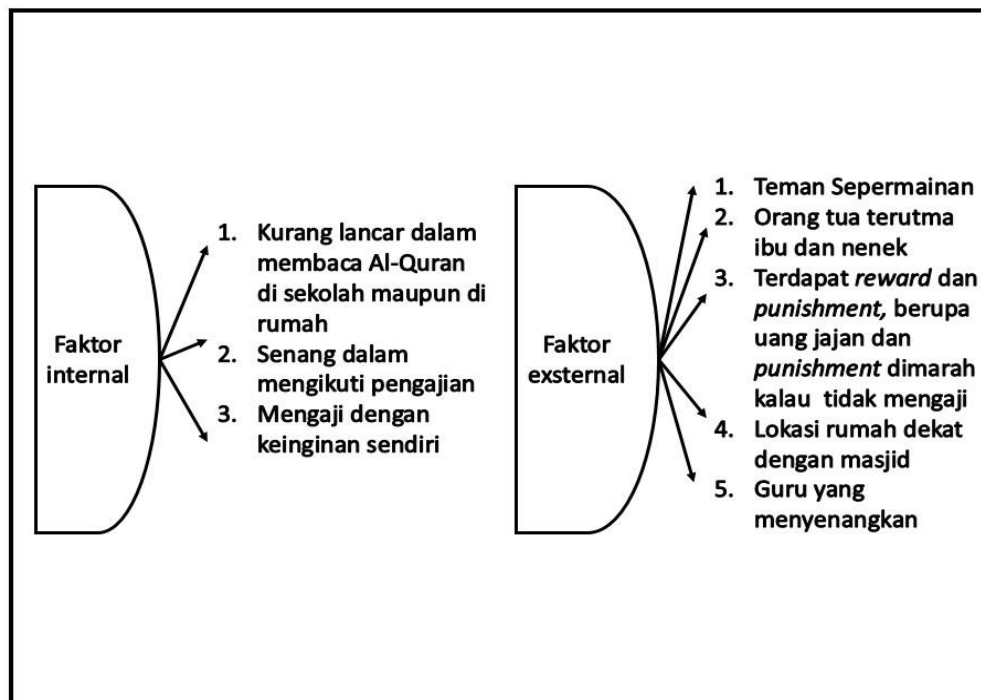 Faktor
internal
1. Kurang lancar dalam
membaca Al-Quran
di sekolah maupun di
rumah
2. Senang dalam
mengikuti pengajian
3. Mengaji dengan
keinginan sendiri
Faktor
exsternal
1. Teman Sepermainan
2. Orang tua terutma
ibu dan nenek
3. Terdapat reward dan
punishment, berupa
uang jajan dan
punishment dimarah
kalau tidak mengaji
4. Lokasi rumah dekat
dengan masjid
5. Guru yang
menyenangkan